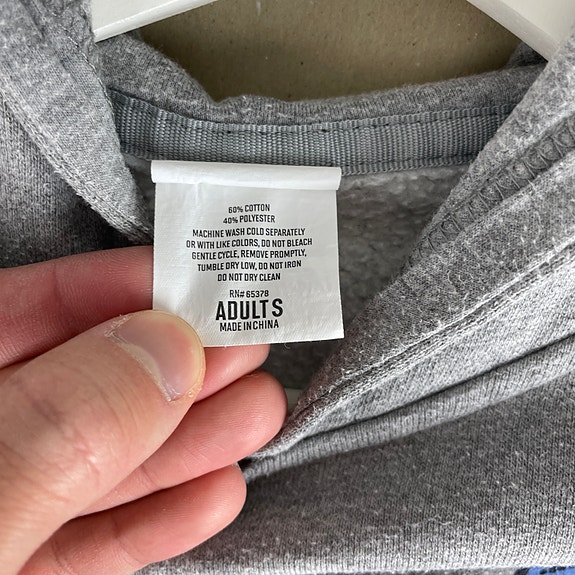 60% COTTON
40% POLYESTER
MACHINE WASH COLD SEPARATELY
OR WITH LIKE COLORS, DO NOT BLEACH
GENTLE CYCLE, REMOVE PROMPTLY,
TUMBLE DRY LOW, DO NOT IRON
DO NOT DRY CLEAN
RN# 65378
ADULT S
MADE IN CHINA